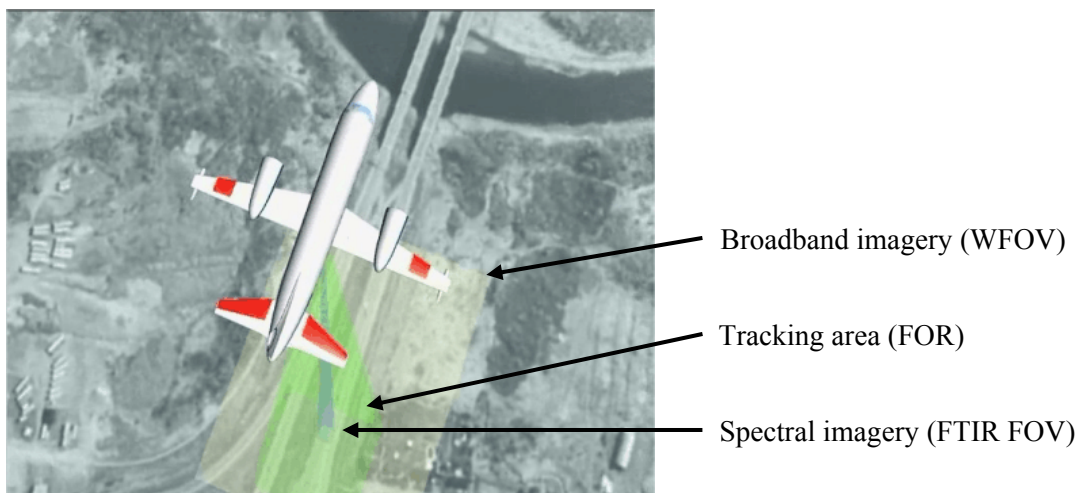 Broadband imagery (WFOV)
Tracking area (FOR)
Spectral imagery (FTIR FOV)